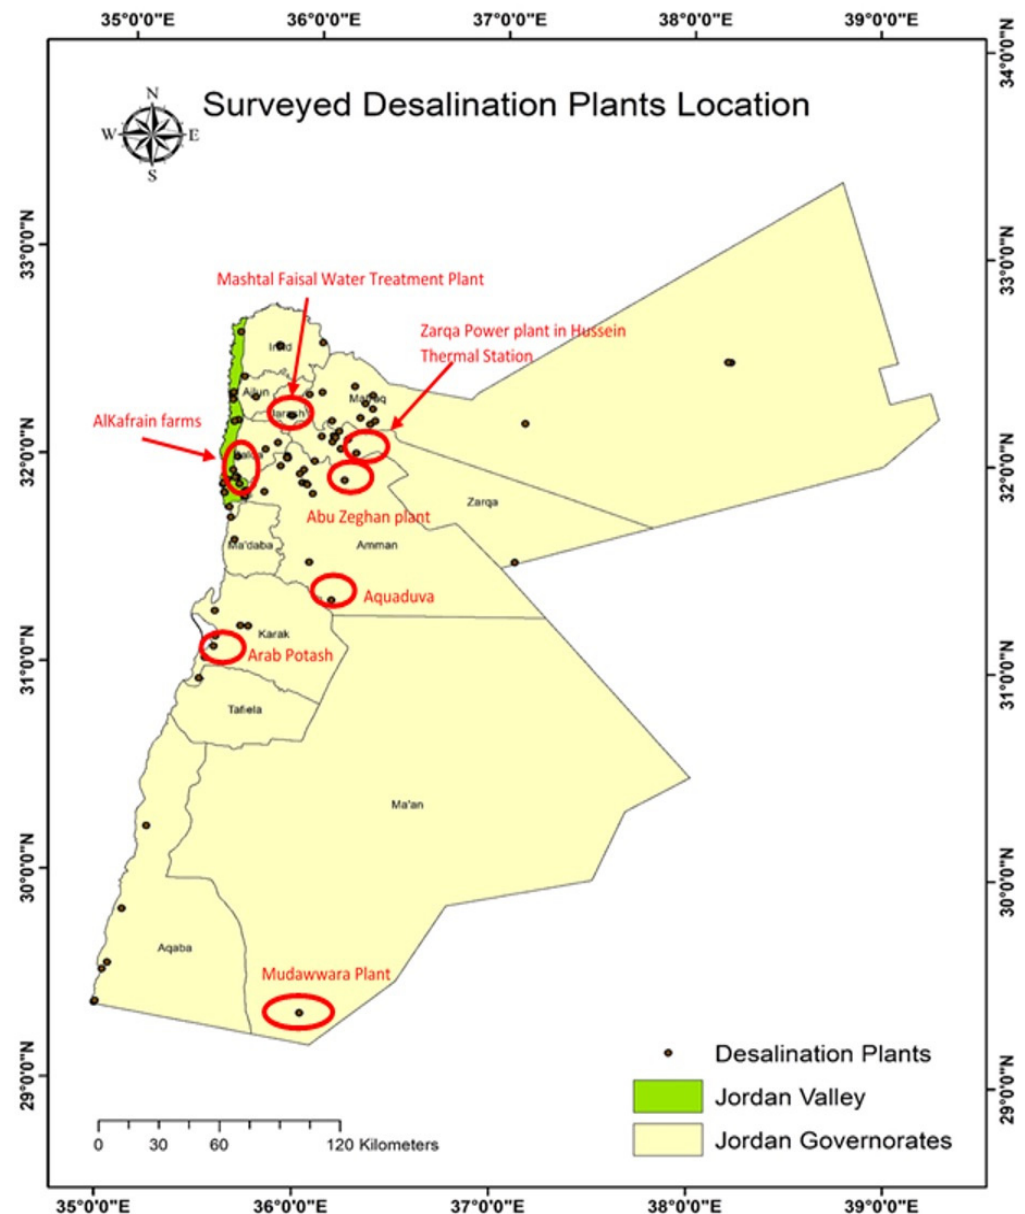 35°0'0"E 36°0'0"E 37°0'0"E 38°0'0"E 39°0'0"E
34°0'0"N
N
W E
S
Surveyed Desalination Plants Location
33°0'0"N
33°0'0"N
Mashtal Faisal Water Treatment Plant
Zarqa Power plant in Hussein
Thermal Station
Irbid
Ajlun
Mafraq
Jarash
AlKafrain farms
32°0'0"N
Balqa
32°0'0"N
Zarqa
Abu Zeghan plant
Ma'daba
Amman
Aquaduva
Karak
Arab Potash
31°0'0"N
31°0'0"N
Tafiela
Ma'an
30°0'0"N
30°0'0"N
Aqaba
Mudawwara Plant
Desalination Plants
29°0'0"N
29°0'0"N
Jordan Valley
Jordan Governorates
0 30 60 120 Kilometers
35°0'0"E 36°0'0"E 37°0'0"E 38°0'0"E 39°0'0"E